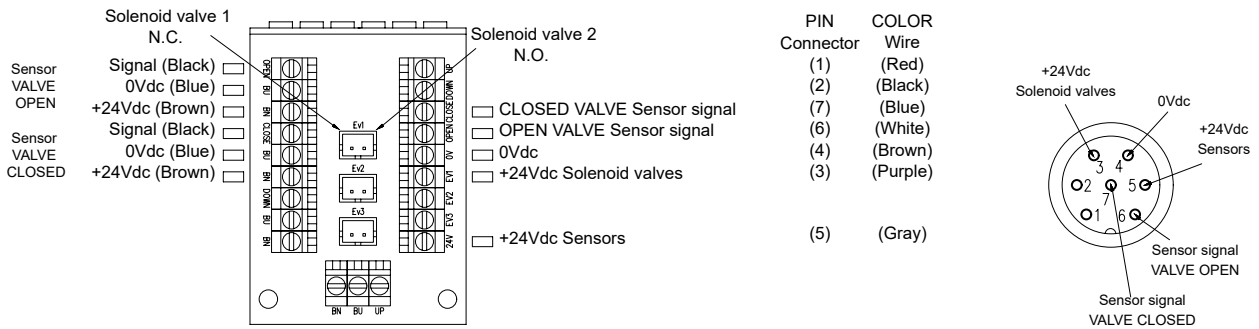 Solenoid valve 1
N.C.
Solenoid valve 2
N.O.
Sensor
VALVE
OPEN
Signal (Black)
0Vdc (Blue)
+24Vdc (Brown)
Sensor
VALVE
CLOSED
Signal (Black)
0Vdc (Blue)
+24Vdc (Brown)
OPEN
BU
BN
CLOSE
BU
BN
DOWN
BU
BN
Ev1
Ev2
Ev3
BN BU UP
UP
DOWN
CLOSE
OPEN
0V
EV1
EV2
EV3
24V
CLOSED VALVE Sensor signal
OPEN VALVE Sensor signal
0Vdc
+24Vdc Solenoid valves
+24Vdc Sensors
PIN COLOR
Connector Wire
(1) (Red)
(2) (Black)
(7) (Blue)
(6) (White)
(4) (Brown)
(3) (Purple)
(5) (Gray)
+24Vdc
Solenoid valves
0Vdc
+24Vdc
Sensors
3 4
2 5
7
1 6
Sensor signal
VALVE OPEN
Sensor signal
VALVE CLOSED